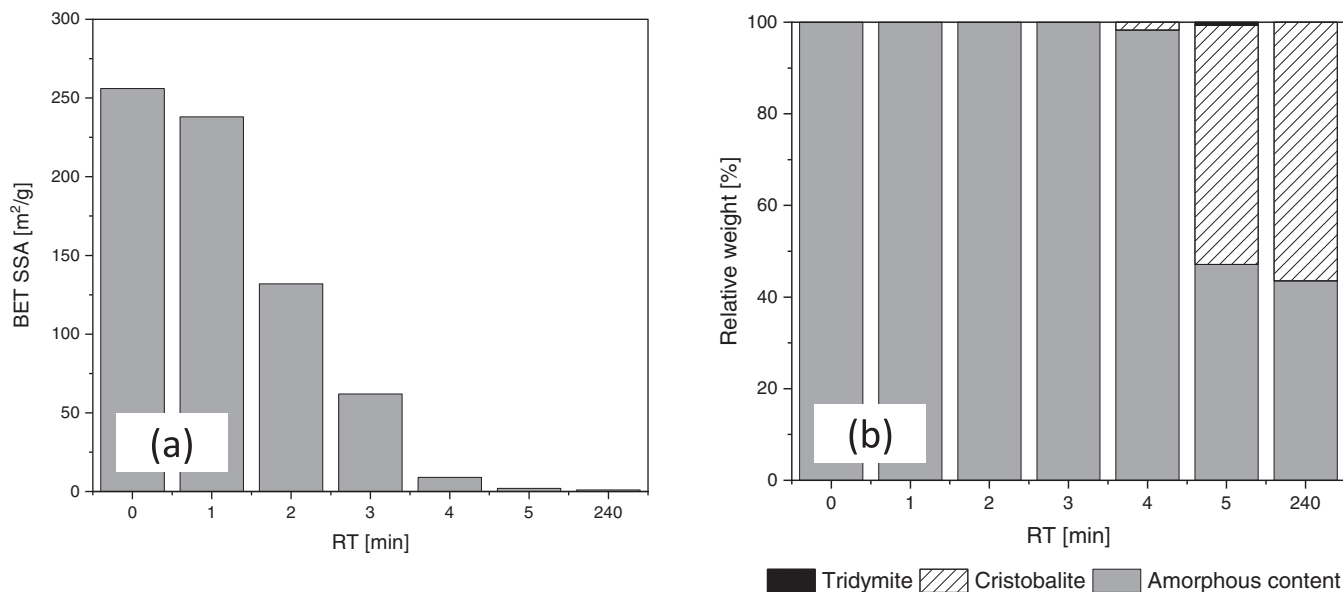 300
250
200
150
100
50
0
BET SSA [m²/g]
(a)
0 1 2 3 4 5 240
RT [min]
100
80
60
40
20
0
Relative weight [%]
(b)
0 1 2 3 4 5 240
RT [min]
Tridymite Cristobalite Amorphous content